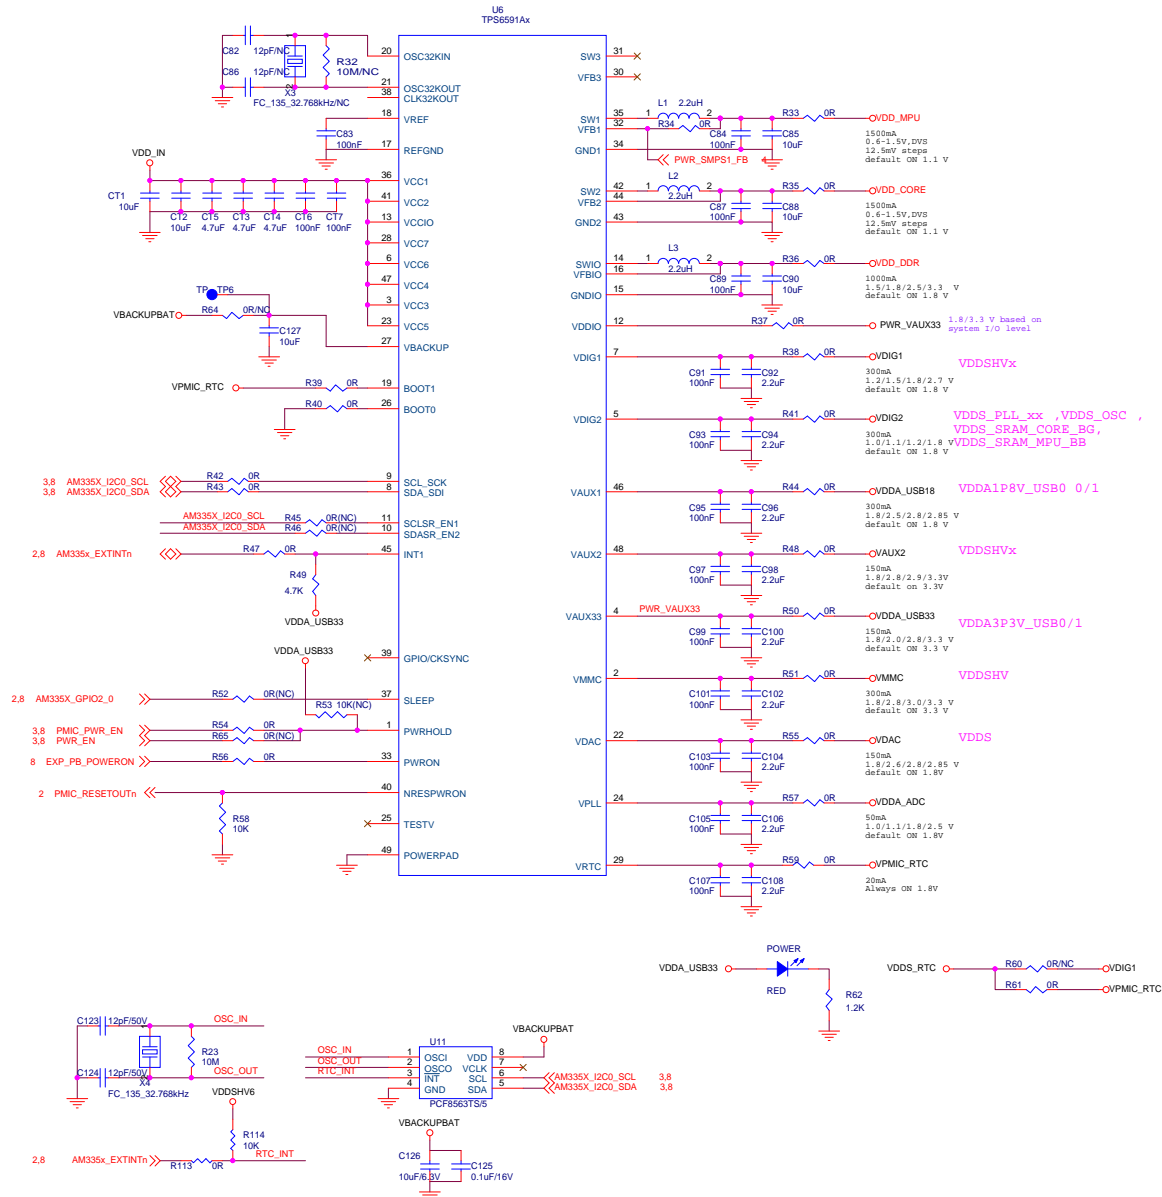 U6
TPS6591Ax
C82 12pF/NC
C86 12pF/NC
X3
FC_135_32.768kHz/NC
R32
10M/NC
20 OSC32KIN
21 OSC32KOUT
38 CLK32KOUT
18 VREF
C83
100nF
17 REFGND
VDD_IN
CT1
10uF
CT2
10uF
CT5
4.7uF
CT3
4.7uF
CT4
4.7uF
CT6
100nF
CT7
100nF
36 VCC1
41 VCC2
13 VCCIO
28 VCC7
6 VCC6
47 VCC4
3 VCC3
23 VCC5
27 VBACKUP
TP TP6
VBACKUPBAT R64 0R/NC
C127
10uF
VPMIC_RTC R39 0R 19 BOOT1
R40 0R 26 BOOT0
3,8 AM335X_I2C0_SCL R42 0R 9 SCL_SCK
3,8 AM335X_I2C0_SDA R43 0R 8 SDA_SDI
AM335X_I2C0_SCL R45 0R(NC) 11 SCLSR_EN1
AM335X_I2C0_SDA R46 0R(NC) 10 SDASR_EN2
2,8 AM335x_EXTINTn R47 0R 45 INT1
R49
4.7K
VDDA_USB33
VDDA_USB33
39 GPIO/CKSYNC
2,8 AM335X_GPIO2_0 R52 0R(NC) 37 SLEEP
R53 10K(NC)
3,8 PMIC_PWR_EN R54 0R 1 PWRHOLD
3,8 PWR_EN R65 0R(NC)
8 EXP_PB_POWERON R56 0R 33 PWRON
2 PMIC_RESETOUTn 40 NRESPWRON
R58
10K
25 TESTV
49 POWERPAD
SW3 31
VFB3 30
SW1 35 1 L1 2.2uH 2 R33 0R VDD_MPU
VFB1 32 R34 0R
GND1 34
C84
100nF
C85
10uF
PWR_SMPS1_FB 4
1500mA
0.6-1.5V,DVS
12.5mV steps
default ON 1.1 V
SW2 42 1 L2 2.2uH 2 R35 0R VDD_CORE
VFB2 44
GND2 43
C87
100nF
C88
10uF
1500mA
0.6-1.5V,DVS
12.5mV steps
default ON 1.1 V
SWIO 14 1 L3 2.2uH 2 R36 0R VDD_DDR
VFBIO 16
GNDIO 15
C89
100nF
C90
10uF
1000mA
1.5/1.8/2.5/3.3 V
default ON 1.8 V
VDDIO 12 R37 0R PWR_VAUX33
1.8/3.3 V based on
system I/O level
VDIG1 7 R38 0R VDIG1
VDDSHVx
C91
100nF
C92
2.2uF
300mA
1.2/1.5/1.8/2.7 V
default ON 1.8 V
VDIG2 5 R41 0R VDIG2
VDDS_PLL_xx ,VDDS_OSC ,
VDDS_SRAM_CORE_BG,
VDDS_SRAM_MPU_BB
C93
100nF
C94
2.2uF
300mA
1.0/1.1/1.2/1.8 V
default ON 1.8 V
VAUX1 46 R44 0R VDDA_USB18
VDDA1P8V_USB0 0/1
C95
100nF
C96
2.2uF
300mA
1.8/2.5/2.8/2.85 V
default ON 1.8 V
VAUX2 48 R48 0R VAUX2
VDDSHVx
C97
100nF
C98
2.2uF
150mA
1.8/2.8/2.9/3.3V
default on 3.3V
VAUX33 4 PWR_VAUX33 R50 0R VDDA_USB33
VDDA3P3V_USB0/1
C99
100nF
C100
2.2uF
150mA
1.8/2.0/2.8/3.3 V
default ON 3.3 V
VMMC 2 R51 0R VMMC
VDDSHV
C101
100nF
C102
2.2uF
300mA
1.8/2.8/3.0/3.3 V
default ON 3.3 V
VDAC 22 R55 0R VDAC
VDDS
C103
100nF
C104
2.2uF
150mA
1.8/2.6/2.8/2.85 V
default ON 1.8V
VPLL 24 R57 0R VDDA_ADC
C105
100nF
C106
2.2uF
50mA
1.0/1.1/1.8/2.5 V
default ON 1.8V
VRTC 29 R59 0R VPMIC_RTC
C107
100nF
C108
2.2uF
20mA
Always ON 1.8V
POWER
VDDA_USB33
RED
R62
1.2K
VDDS_RTC R60 0R/NC VDIG1
R61 0R VPMIC_RTC
C123 12pF/50V OSC_IN
R23
10M
C124 12pF/50V OSC_OUT
X4
FC_135_32.768kHz
VDDSHV6
R114
10K
2,8 AM335x_EXTINTn R113 0R RTC_INT
U11
OSC_IN 1 OSCI VDD 8 VBACKUPBAT
OSC_OUT 2 OSCO VCLK 7
RTC_INT 3 INT SCL 6 AM335X_I2C0_SCL 3,8
4 GND SDA 5 AM335X_I2C0_SDA 3,8
PCF8563TS/5
VBACKUPBAT
C126
10uF/6.3V
C125
0.1uF/16V